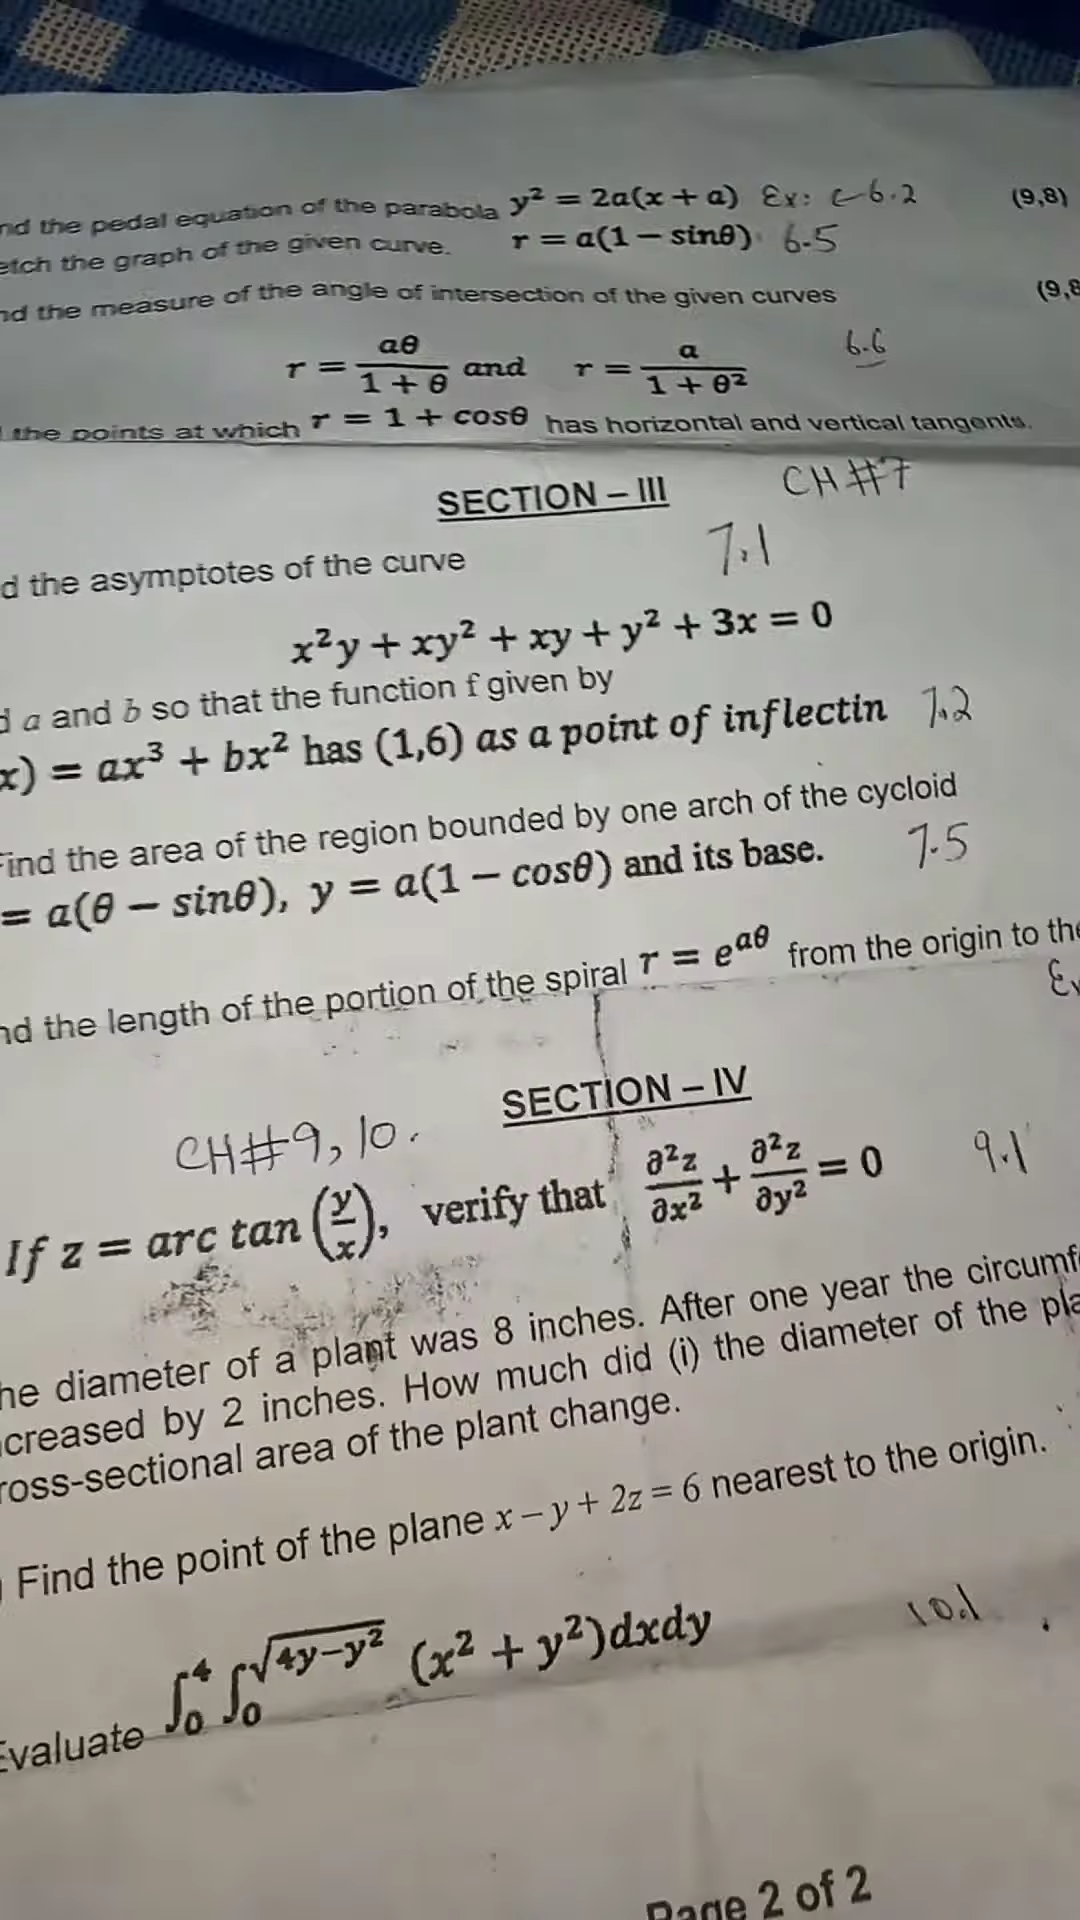 nd the pedal equation of the parabola y² = 2a(x + a) Ex: 6.2 (9,8)
etch the graph of the given curve. r = a(1 − sinθ) 6.5
nd the measure of the angle of intersection of the given curves (9,8
r = aθ/(1 + θ) and r = a/(1 + θ²) 6.6
the points at which r = 1 + cosθ has horizontal and vertical tangents.
SECTION – III CH#7
d the asymptotes of the curve 7.1
x²y + xy² + xy + y² + 3x = 0
d a and b so that the function f given by
x) = ax³ + bx² has (1,6) as a point of inflectin 7.2
Find the area of the region bounded by one arch of the cycloid
= a(θ − sinθ), y = a(1 − cosθ) and its base. 7.5
nd the length of the portion of the spiral r = e^{aθ} from the origin to the
Ex
SECTION – IV
CH#9, 10.
If z = arc tan (y/x), verify that ∂²z/∂x² + ∂²z/∂y² = 0 9.1
he diameter of a plant was 8 inches. After one year the circumfe
creased by 2 inches. How much did (i) the diameter of the pla
ross-sectional area of the plant change.
Find the point of the plane x − y + 2z = 6 nearest to the origin.
Evaluate ∫₀⁴ ∫₀^{√(4y−y²)} (x² + y²)dxdy 10.1
Page 2 of 2